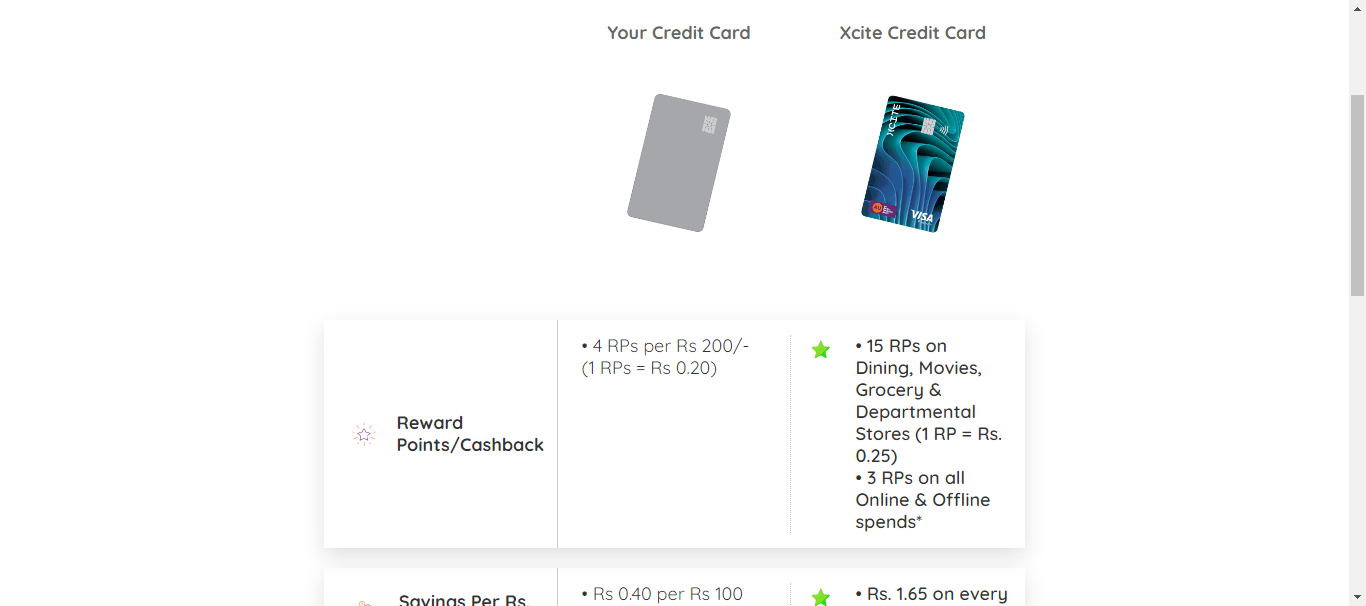 Your Credit Card
Xcite Credit Card
XCITE
VISA
Reward
Points/Cashback
• 4 RPs per Rs 200/-
(1 RPs = Rs 0.20)
• 15 RPs on
Dining, Movies,
Grocery &
Departmental
Stores (1 RP = Rs.
0.25)
• 3 RPs on all
Online & Offline
spends*
Savings Per Rs.
• Rs 0.40 per Rs 100
• Rs. 1.65 on every